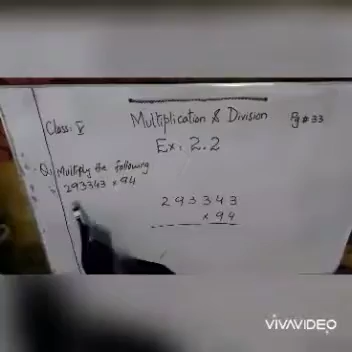 Multiplication & Division
Class: V
Pg # 33
Ex. 2.2
Q: Multiply the following
293343 × 94
293343
× 94
VIVAVIDEO